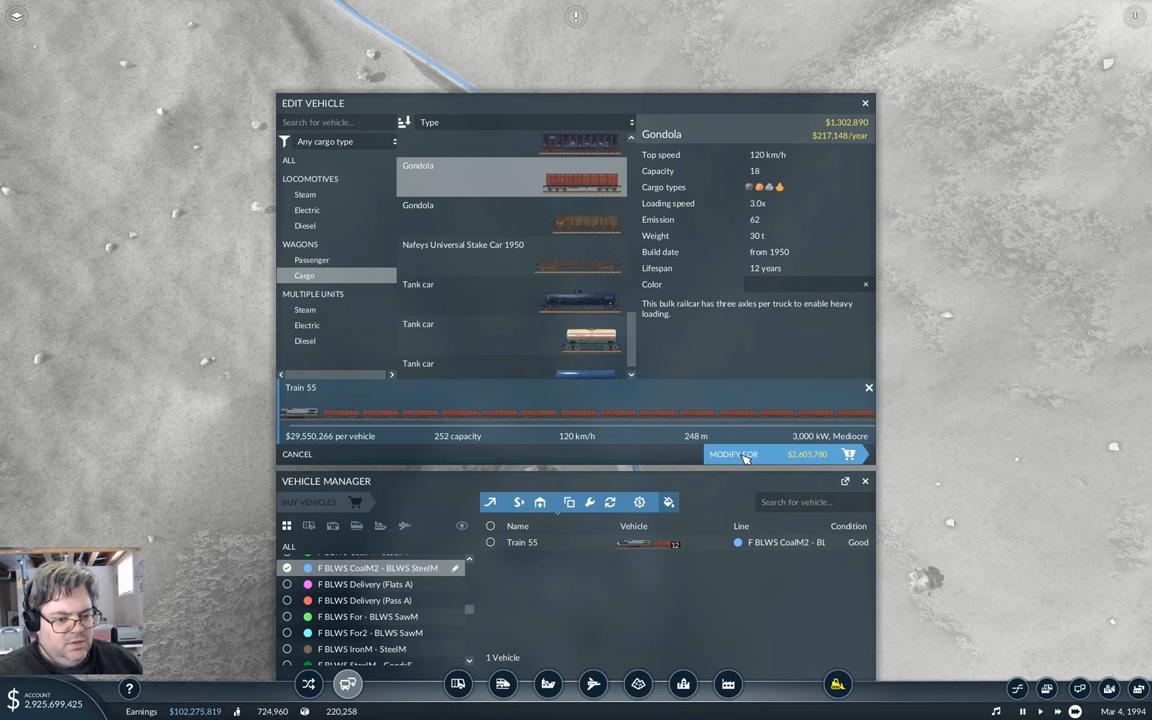 EDIT VEHICLE
Search for vehicle...
Type
Any cargo type
ALL
LOCOMOTIVES
Steam
Electric
Diesel
WAGONS
Passenger
Cargo
MULTIPLE UNITS
Steam
Electric
Diesel
Gondola
Gondola
Nafeys Universal Stake Car 1950
Tank car
Tank car
Tank car
$1,302,890
Gondola
$217,148/year
Top speed 120 km/h
Capacity 18
Cargo types
Loading speed 3.0x
Emission 62
Weight 30 t
Build date from 1950
Lifespan 12 years
Color
This bulk railcar has three axles per truck to enable heavy
loading.
Train 55
$29,550,266 per vehicle 252 capacity 120 km/h 248 m 3,000 kW, Mediocre
CANCEL
MODIFY FOR $2,605,780
VEHICLE MANAGER
BUY VEHICLES
Search for vehicle...
Name Vehicle Line Condition
Train 55 12 F BLWS CoalM2 - BL Good
ALL
F BLWS CoalM2 - BLWS SteelM
F BLWS Delivery (Flats A)
F BLWS Delivery (Pass A)
F BLWS For - BLWS SawM
F BLWS For2 - BLWS SawM
F BLWS IronM - SteelM
1 Vehicle
ACCOUNT
$ 2,925,699,425
Earnings $102,275,819 724,960 220,258
Mar 4, 1994